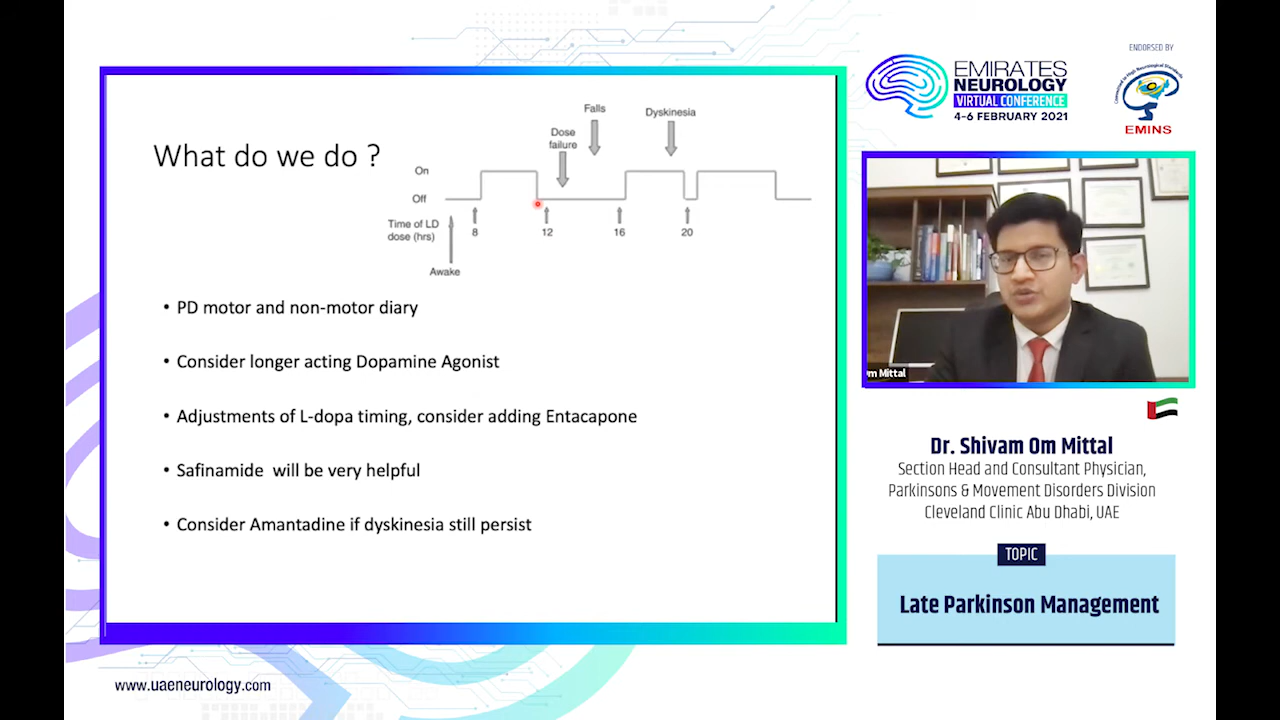 What do we do ?
Falls
Dyskinesia
Dose
failure
On
Off
Time of LD
dose (hrs)
8
12
16
20
Awake
• PD motor and non-motor diary
• Consider longer acting Dopamine Agonist
• Adjustments of L-dopa timing, consider adding Entacapone
• Safinamide will be very helpful
• Consider Amantadine if dyskinesia still persist
www.uaeneurology.com
EMIRATES
NEUROLOGY
VIRTUAL CONFERENCE
4-6 FEBRUARY 2021
ENDORSED BY
EMINS
m Mittal
Dr. Shivam Om Mittal
Section Head and Consultant Physician,
Parkinsons & Movement Disorders Division
Cleveland Clinic Abu Dhabi, UAE
TOPIC
Late Parkinson Management